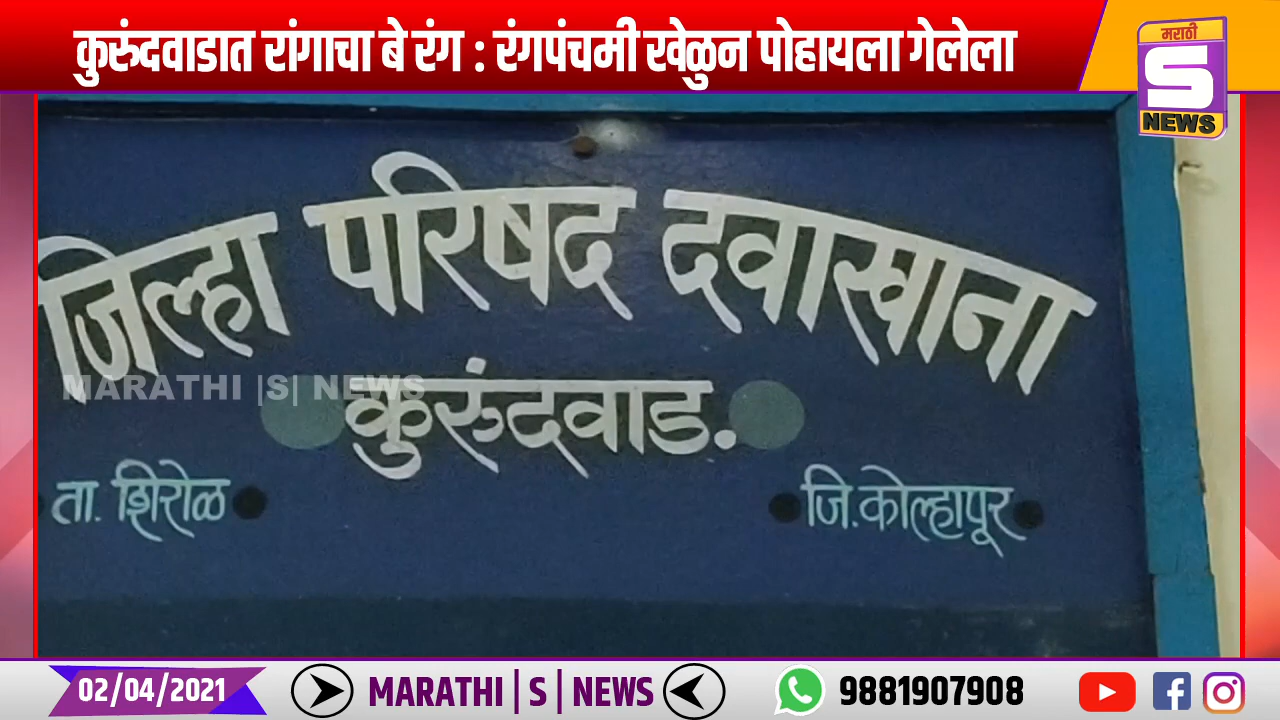 कुरुंदवाडात रांगाचा बे रंग : रंगपंचमी खेळुन पोहायला गेलेला
मराठी
S
NEWS
जिल्हा परिषद दवाखाना
MARATHI |S| NEWS
कुरुंदवाड.
ता. शिरोळ
जि.कोल्हापूर
02/04/2021
MARATHI | S | NEWS
9881907908